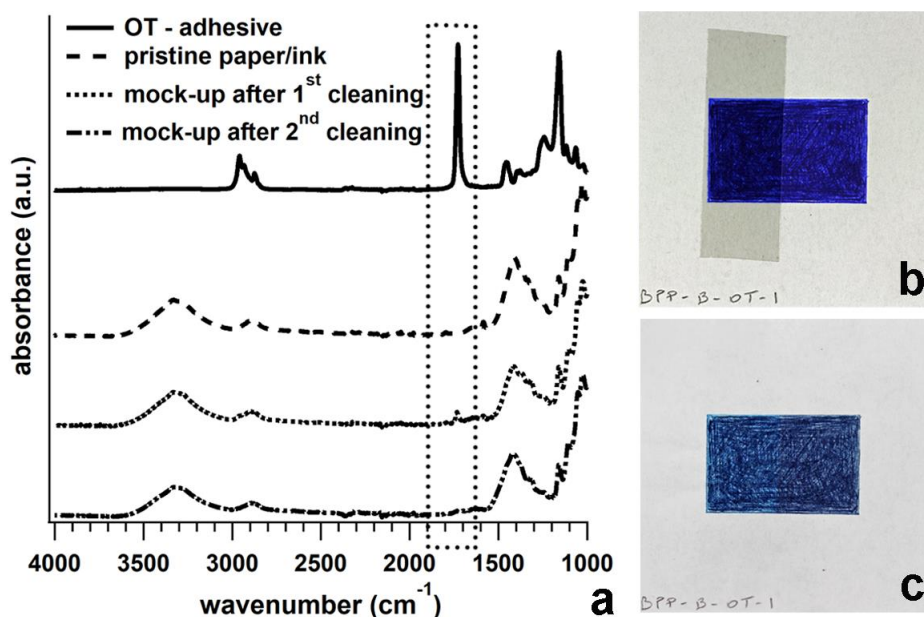 OT - adhesive
pristine paper/ink
mock-up after 1st cleaning
mock-up after 2nd cleaning
absorbance (a.u.)
4000 3500 3000 2500 2000 1500 1000
wavenumber (cm-1)
a
BPP-B-OT-1
b
BPP-B-OT-1
c